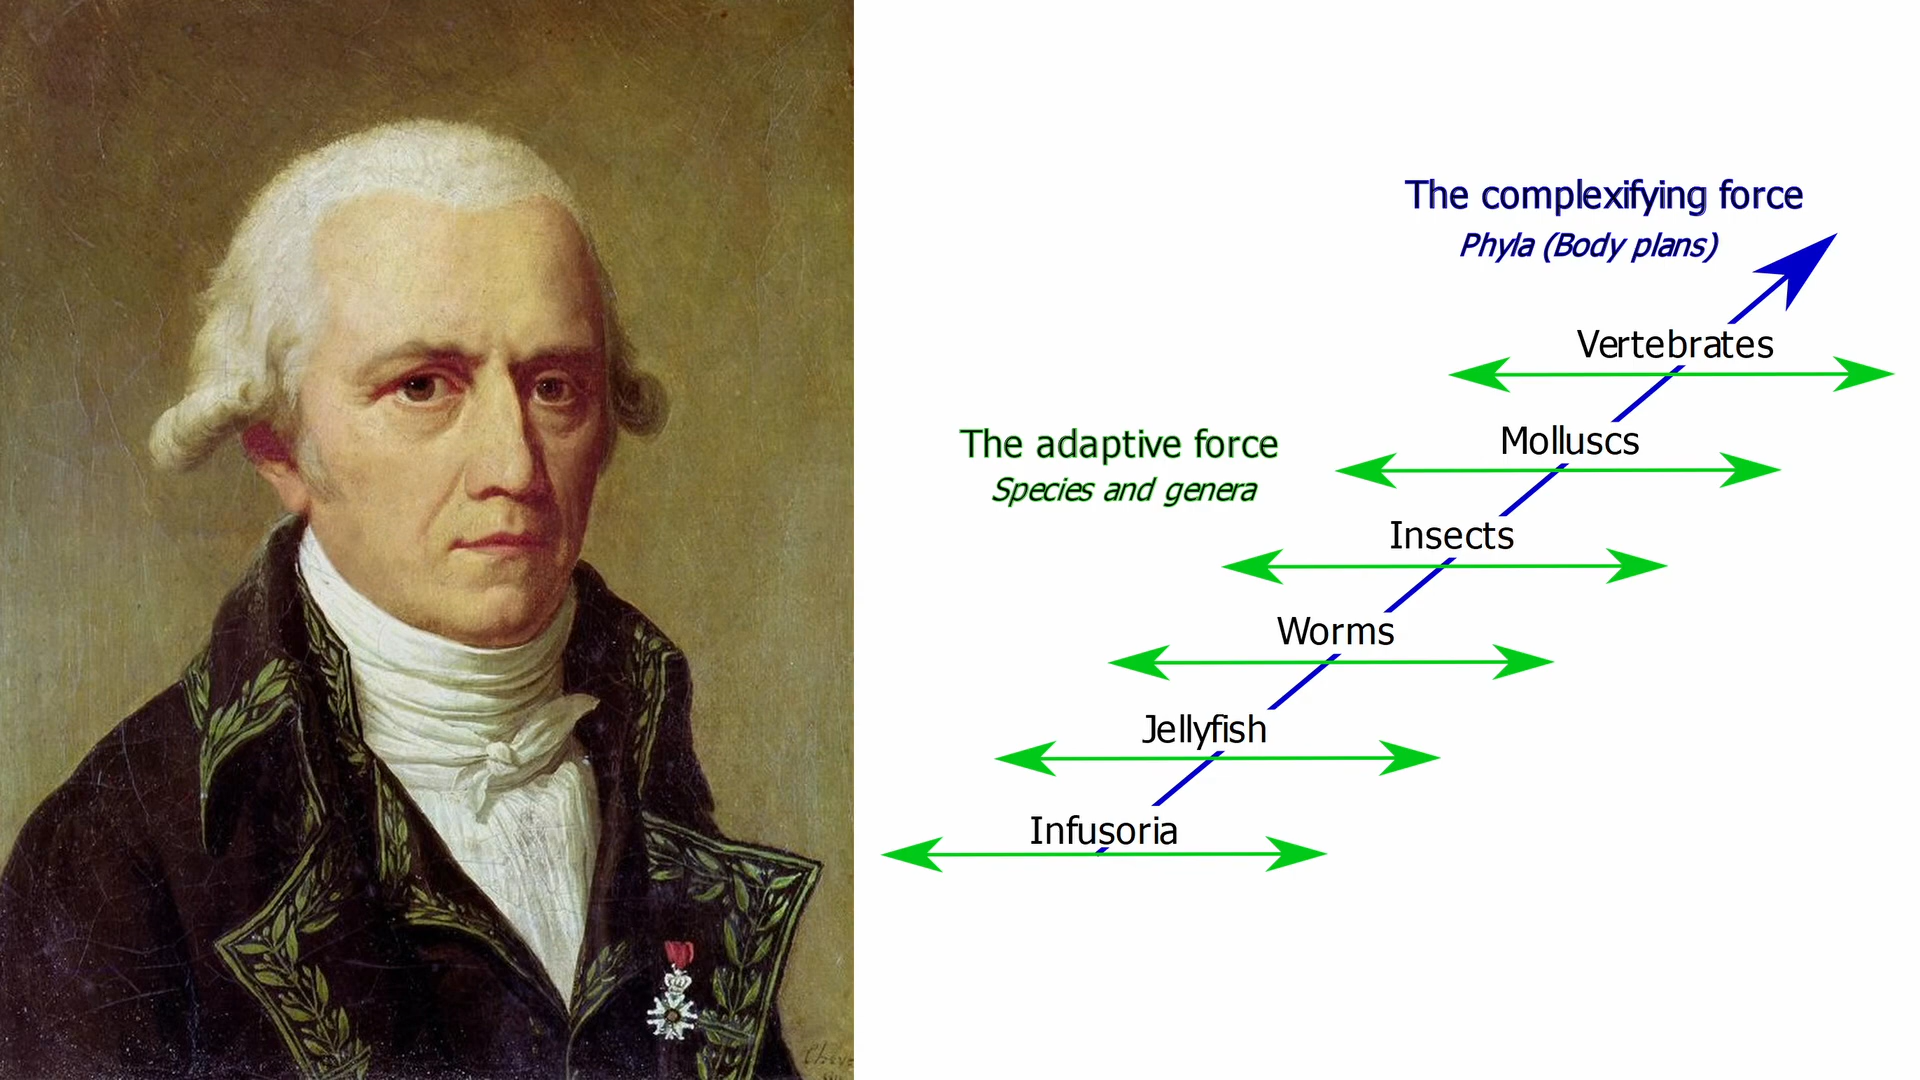 The complexifying force
Phyla (Body plans)
Vertebrates
The adaptive force
Species and genera
Molluscs
Insects
Worms
Jellyfish
Infusoria